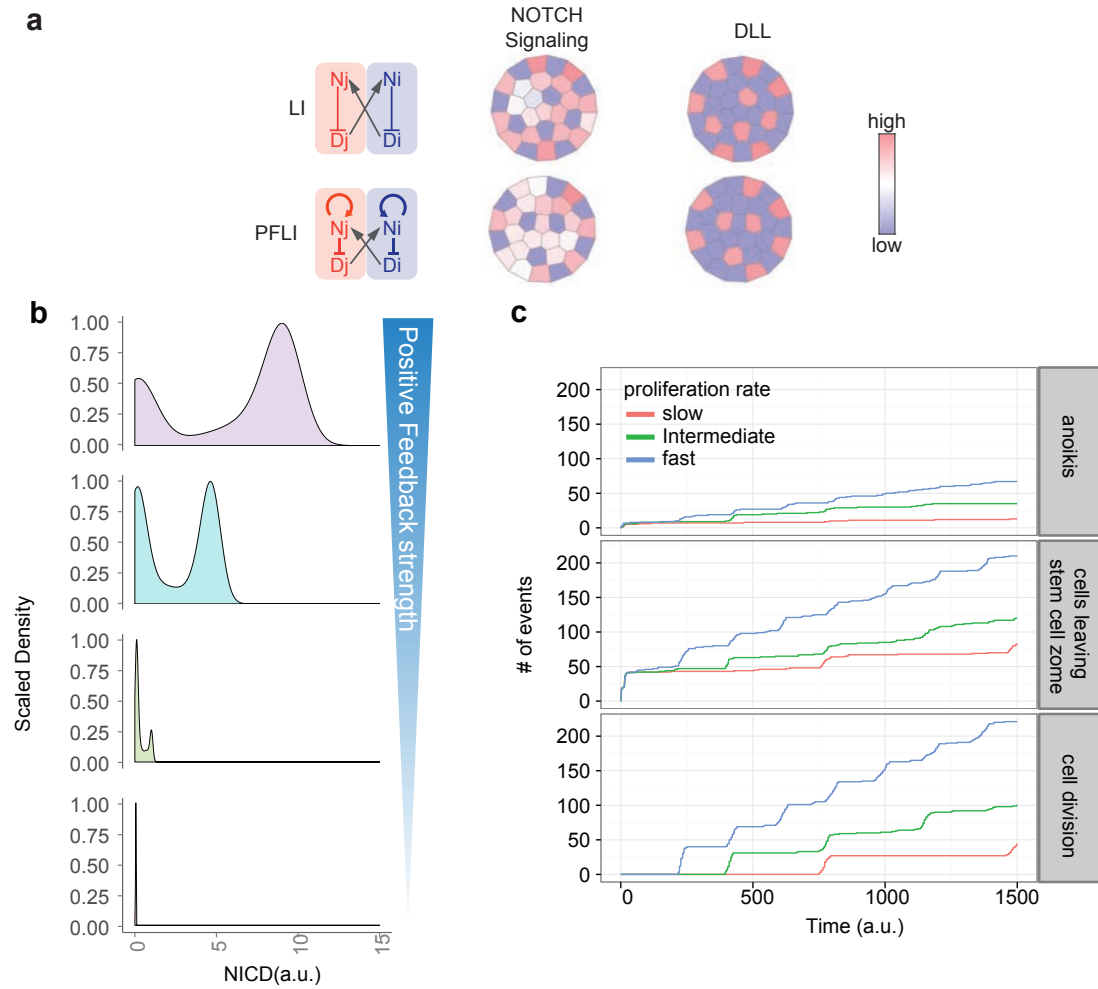 a
NOTCH
Signaling
DLL
LI
Nj
Ni
Dj
Di
high
low
PFLI
Nj
Ni
Dj
Di
b
1.00
0.75
0.50
0.25
0.00
1.00
0.75
0.50
0.25
0.00
1.00
0.75
0.50
0.25
0.00
1.00
0.75
0.50
0.25
0.00
0
5
10
15
Scaled Density
NICD(a.u.)
Positive Feedback strength
c
proliferation rate
slow
Intermediate
fast
200
150
100
50
0
anoikis
200
150
100
50
0
cells leaving
stem cell zome
200
150
100
50
0
cell division
# of events
0
500
1000
1500
Time (a.u.)